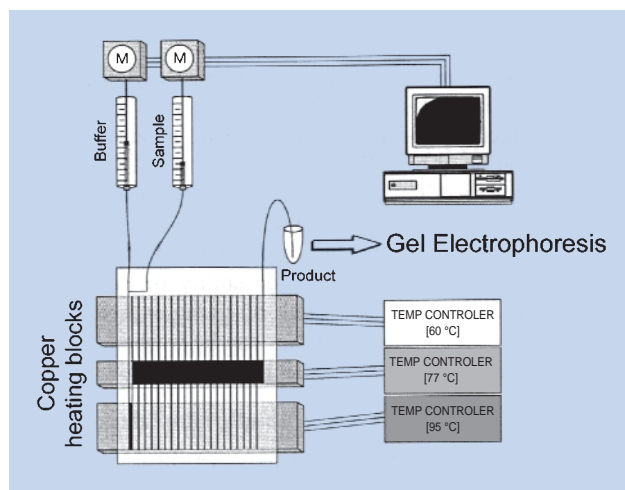 M M
Buffer
Sample
Product
Gel Electrophoresis
Copper
heating blocks
TEMP CONTROLER
[60 °C]
TEMP CONTROLER
[77 °C]
TEMP CONTROLER
[95 °C]